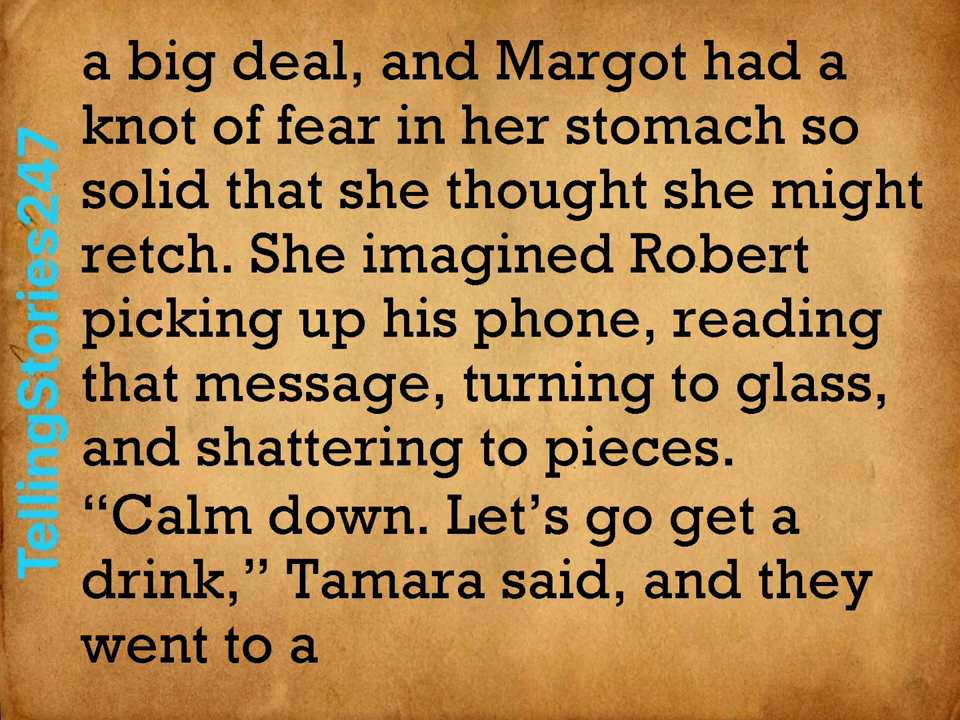 TellingStories247
a big deal, and Margot had a
knot of fear in her stomach so
solid that she thought she might
retch. She imagined Robert
picking up his phone, reading
that message, turning to glass,
and shattering to pieces.
“Calm down. Let’s go get a
drink,” Tamara said, and they
went to a